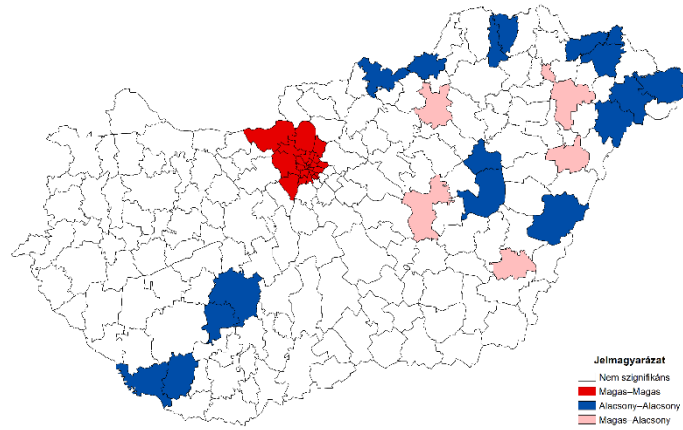 Jelmagyarázat
Nem szignifikáns
Magas–Magas
Alacsony–Alacsony
Magas–Alacsony